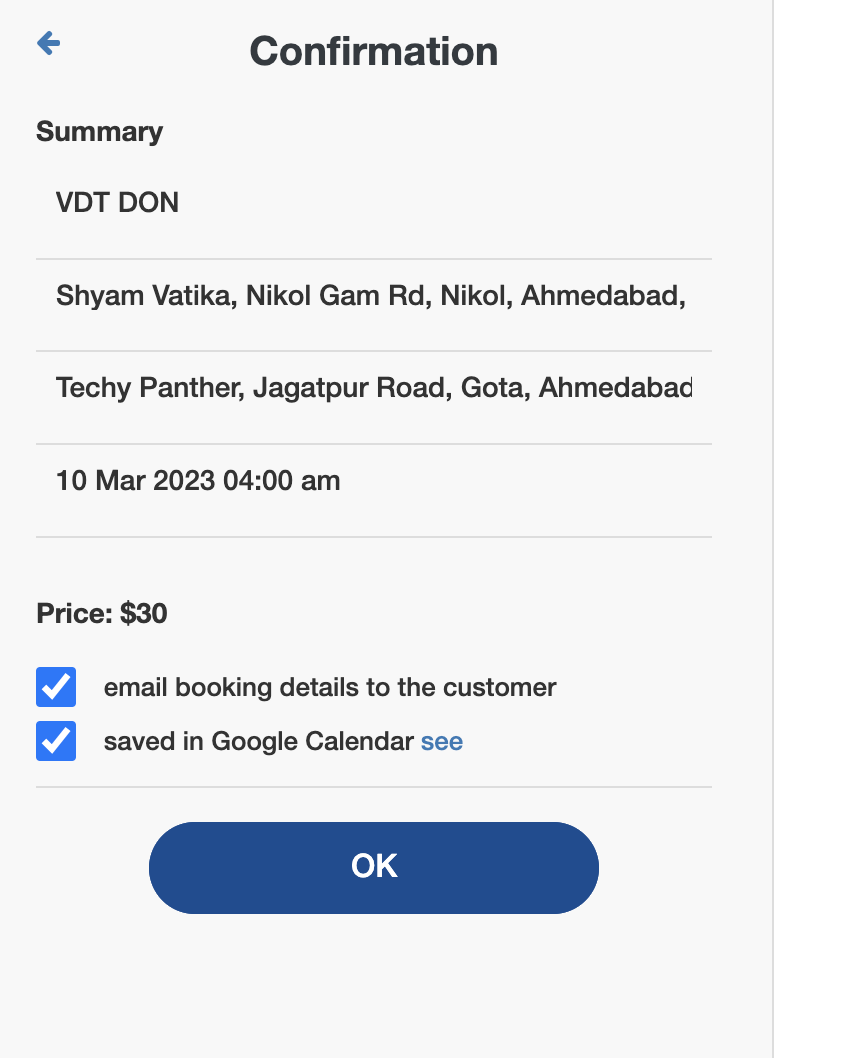 Confirmation
Summary
VDT DON
Shyam Vatika, Nikol Gam Rd, Nikol, Ahmedabad,
Techy Panther, Jagatpur Road, Gota, Ahmedabad
10 Mar 2023 04:00 am
Price: $30
email booking details to the customer
saved in Google Calendar see
OK